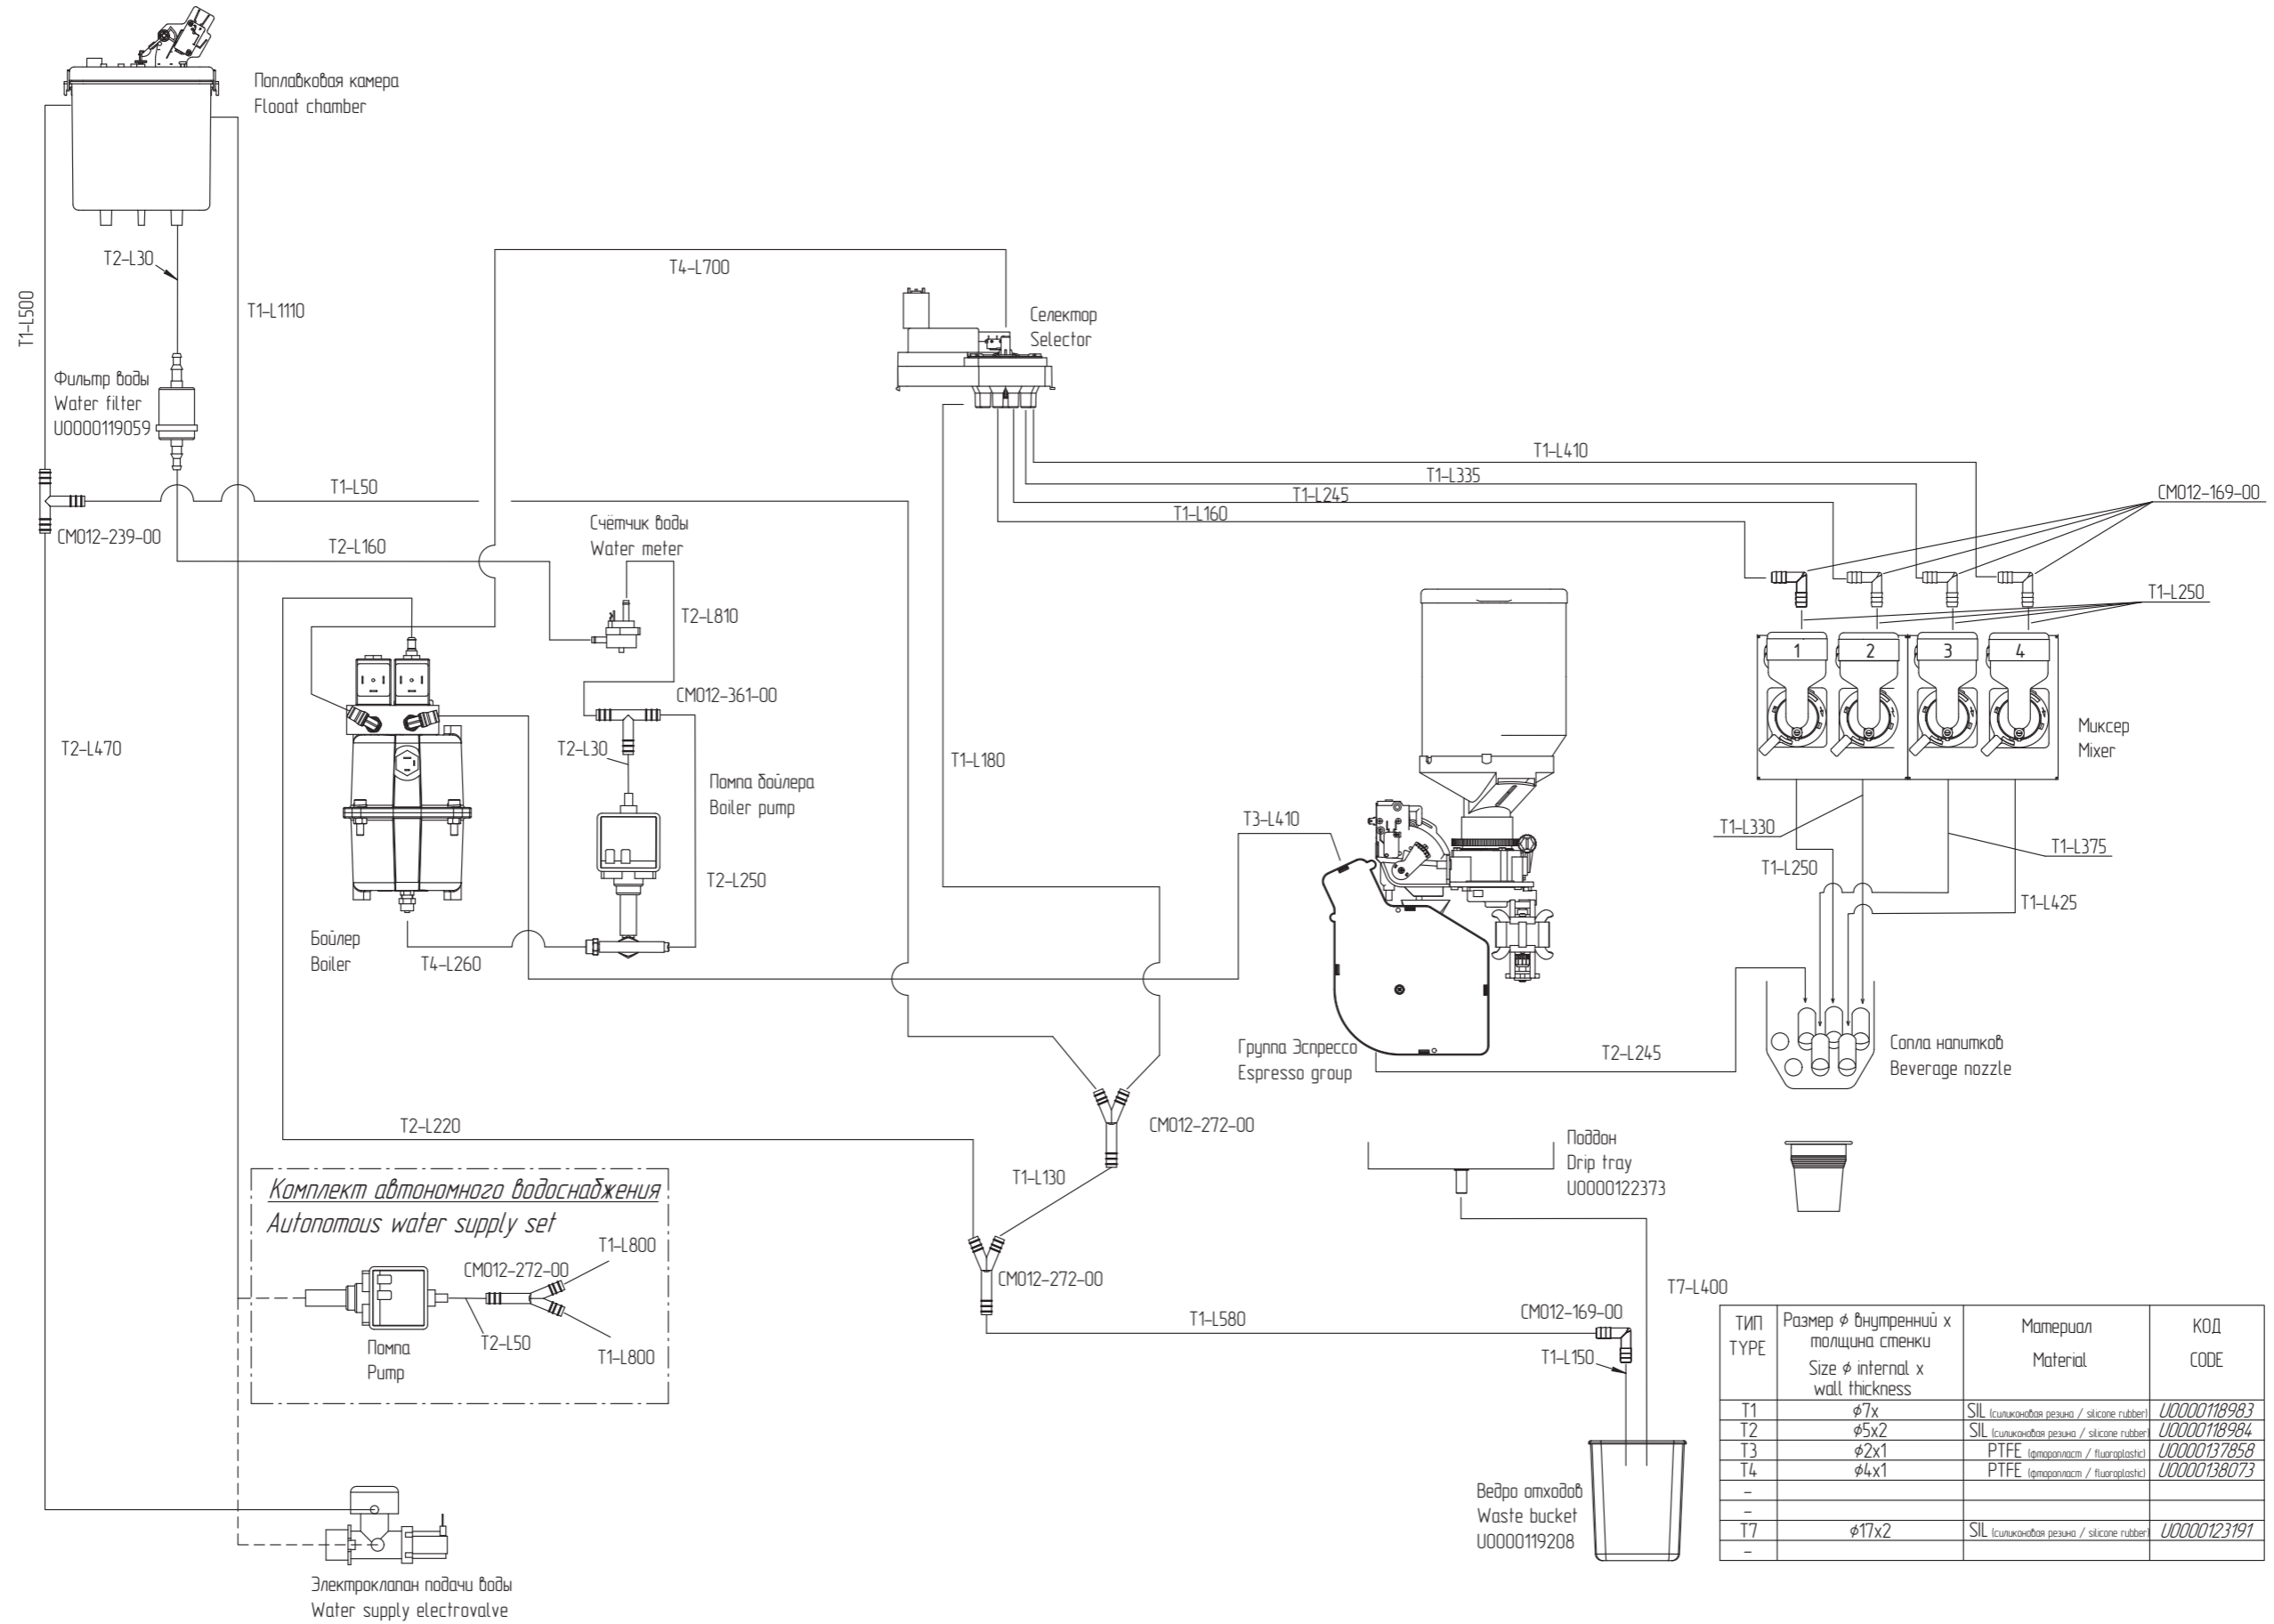 Поплавковая камера
Flooat chamber
T2-L30
T1-L500
T1-L1110
T4-L700
Селектор
Selector
Фильтр воды
Water filter
U0000119059
T1-L410
T1-L335
T1-L245
T1-L160
CM012-169-00
T1-L50
CM012-239-00
T2-L160
Счётчик воды
Water meter
T2-L810
T1-L250
1
2
3
4
Миксер
Mixer
CM012-361-00
T2-L470
T2-L30
T1-L180
Помпа бойлера
Boiler pump
T3-L410
T1-L330
T1-L375
T1-L250
T2-L250
T1-L425
Бойлер
Boiler
T4-L260
Группа Эспрессо
Espresso group
T2-L245
Сопла напитков
Beverage nozzle
T2-L220
CM012-272-00
Поддон
Drip tray
U0000122373
T1-L130
Комплект автономного водоснабжения
Autonomous water supply set
T1-L800
CM012-272-00
T2-L50
T1-L800
Помпа
Pump
CM012-272-00
T7-L400
T1-L580
CM012-169-00
T1-L150
Ведро отходов
Waste bucket
U0000119208
ТИП
TYPE
Размер ϕ внутренний x
толщина стенки
Size ϕ internal x
wall thickness
Материал
Material
КОД
CODE
T1 ϕ7x SIL (силиконовая резина / silicone rubber) U0000118983
T2 ϕ5x2 SIL (силиконовая резина / silicone rubber) U0000118984
T3 ϕ2x1 PTFE (фторопласт / fluoroplastic) U0000137858
T4 ϕ4x1 PTFE (фторопласт / fluoroplastic) U0000138073
-
-
T7 ϕ17x2 SIL (силиконовая резина / silicone rubber) U0000123191
-
Электроклапан подачи воды
Water supply electrovalve